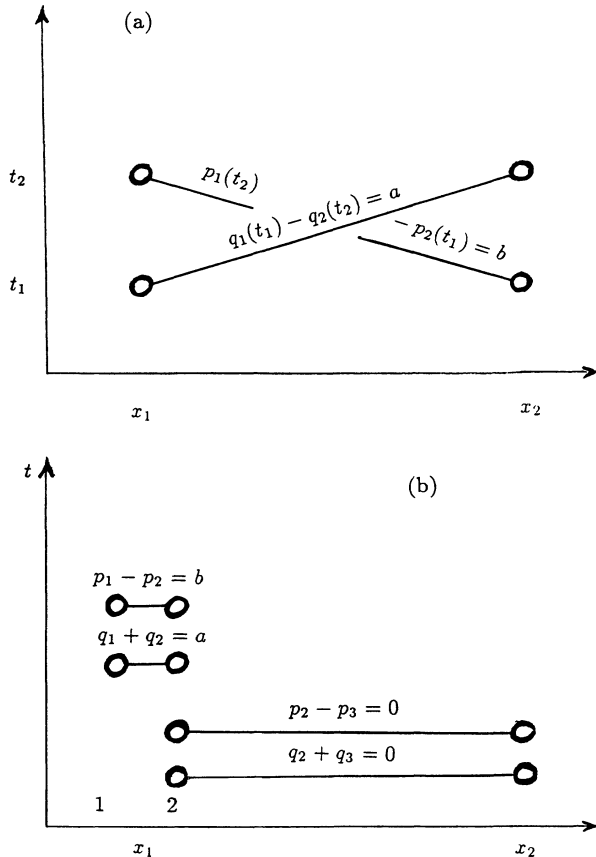 (a)
t₂
p₁(t₂)
q₁(t₁) − q₂(t₂) = a
− p₂(t₁) = b
t₁
x₁ x₂
t
(b)
p₁ − p₂ = b
q₁ + q₂ = a
p₂ − p₃ = 0
q₂ + q₃ = 0
1 2
x₁ x₂